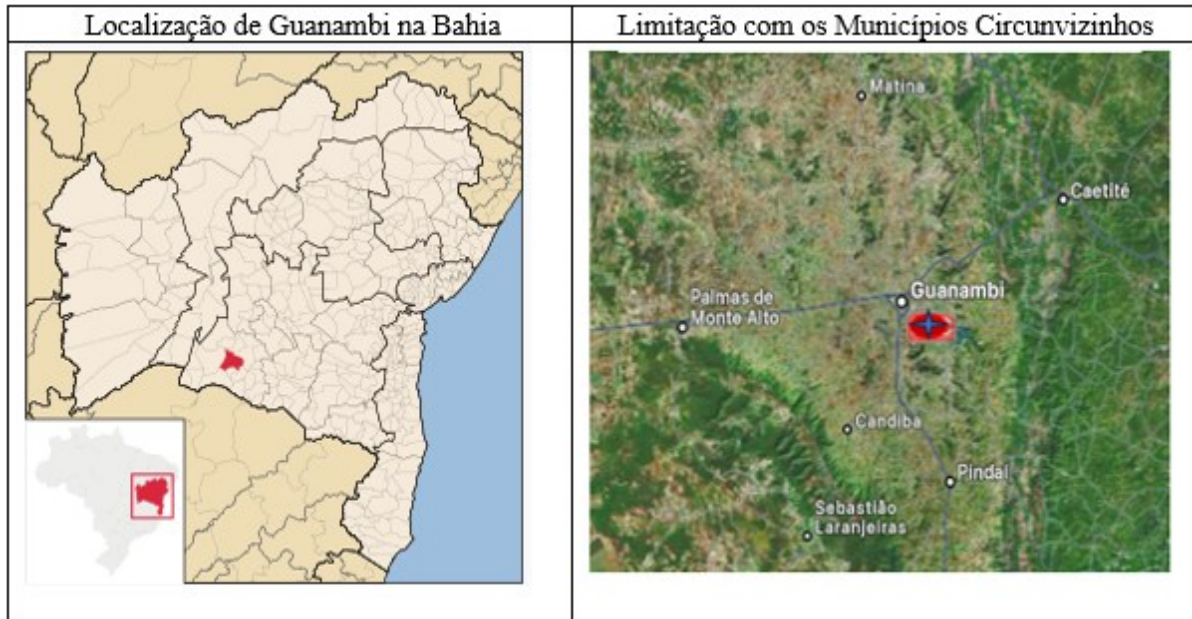 Localização de Guanambi na Bahia
Limitação com os Municípios Circunvizinhos
Matina
Caetité
Guanambi
Palmas de
Monte Alto
Candiba
Pindaí
Sebastião
Laranjeiras